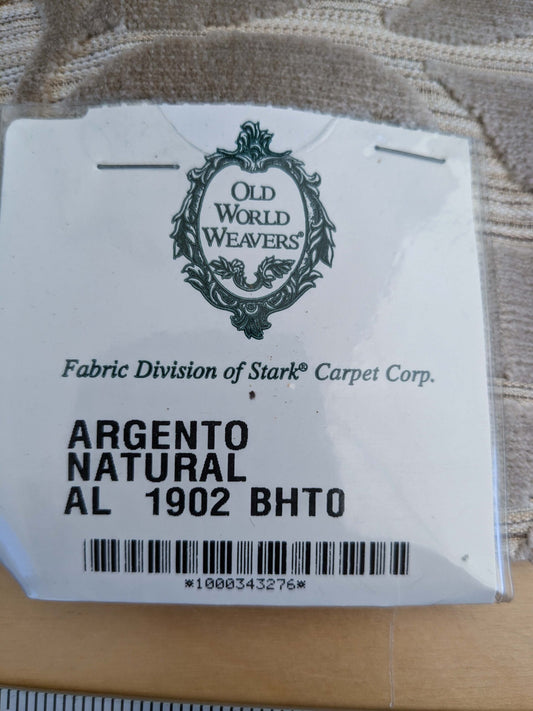 OLD
WORLD
WEAVERS®
Fabric Division of Stark® Carpet Corp.
ARGENTO
NATURAL
AL 1902 BHTO
*1000343276*